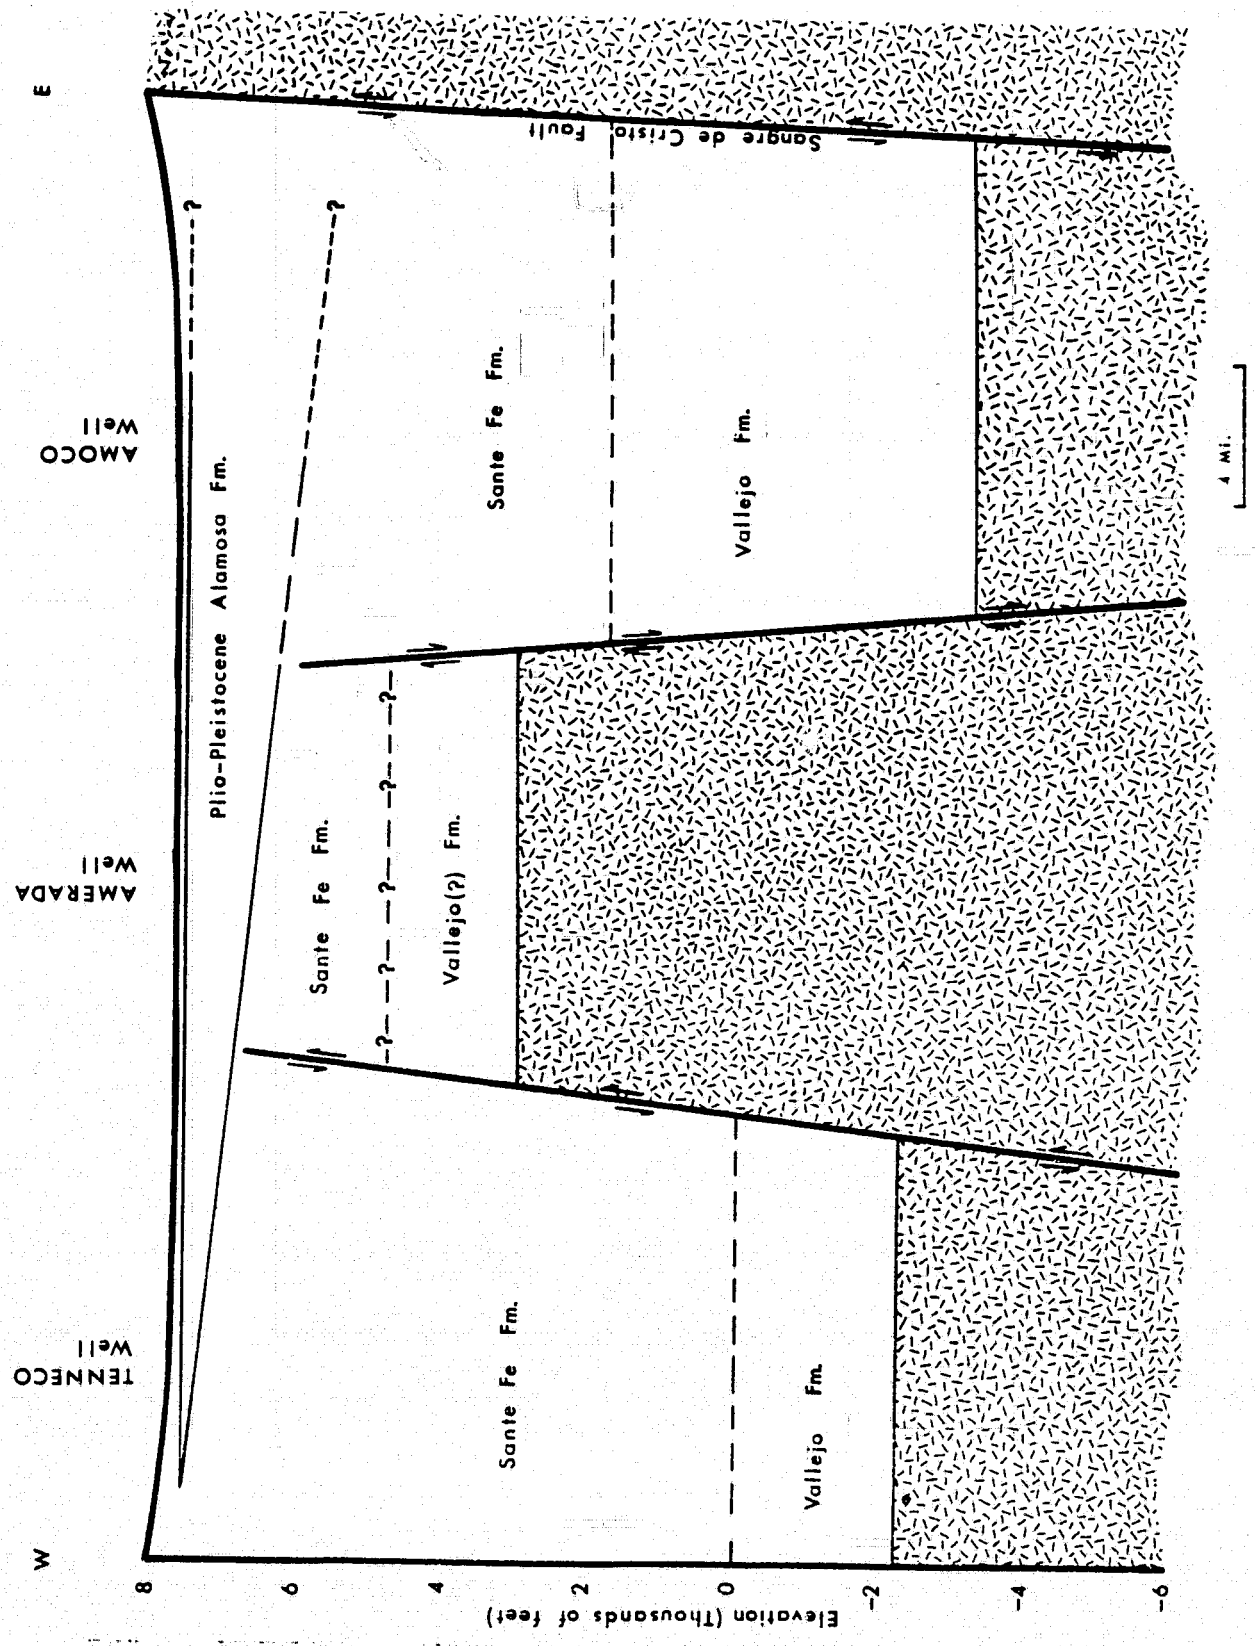 W
E
TENNECO
Well
AMERADA
Well
AMOCO
Well
8
6
4
2
0
-2
-4
-6
Elevation (Thousands of feet)
Plio-Pleistocene Alamosa Fm.
?
?
Sante Fe Fm.
Vallejo Fm.
Sante Fe Fm.
? ? ? ? ?
Vallejo(?) Fm.
Sante Fe Fm.
Vallejo Fm.
Sangre de Cristo
Fault
4 Mi.